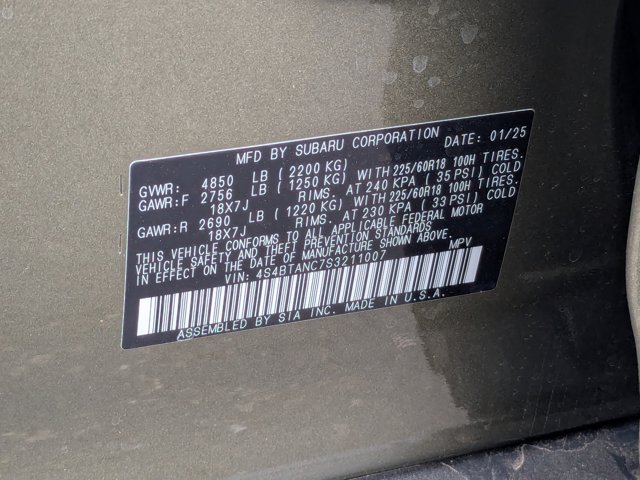 MFD BY SUBARU CORPORATION DATE: 01/25
GVWR: 4850 LB (2200 KG)
GAWR:F 2756 LB (1250 KG) WITH 225/60R18 100H TIRES.
18X7J RIMS. AT 240 KPA (35 PSI) COLD
GAWR:R 2690 LB (1220 KG) WITH 225/60R18 100H TIRES.
18X7J RIMS. AT 230 KPA (33 PSI) COLD
THIS VEHICLE CONFORMS TO ALL APPLICABLE FEDERAL MOTOR
VEHICLE SAFETY AND THEFT PREVENTION STANDARDS
IN EFFECT ON THE DATE OF MANUFACTURE SHOWN ABOVE.
VIN: 4S4BTANC7S3211007 MPV
ASSEMBLED BY SIA INC. MADE IN U.S.A.